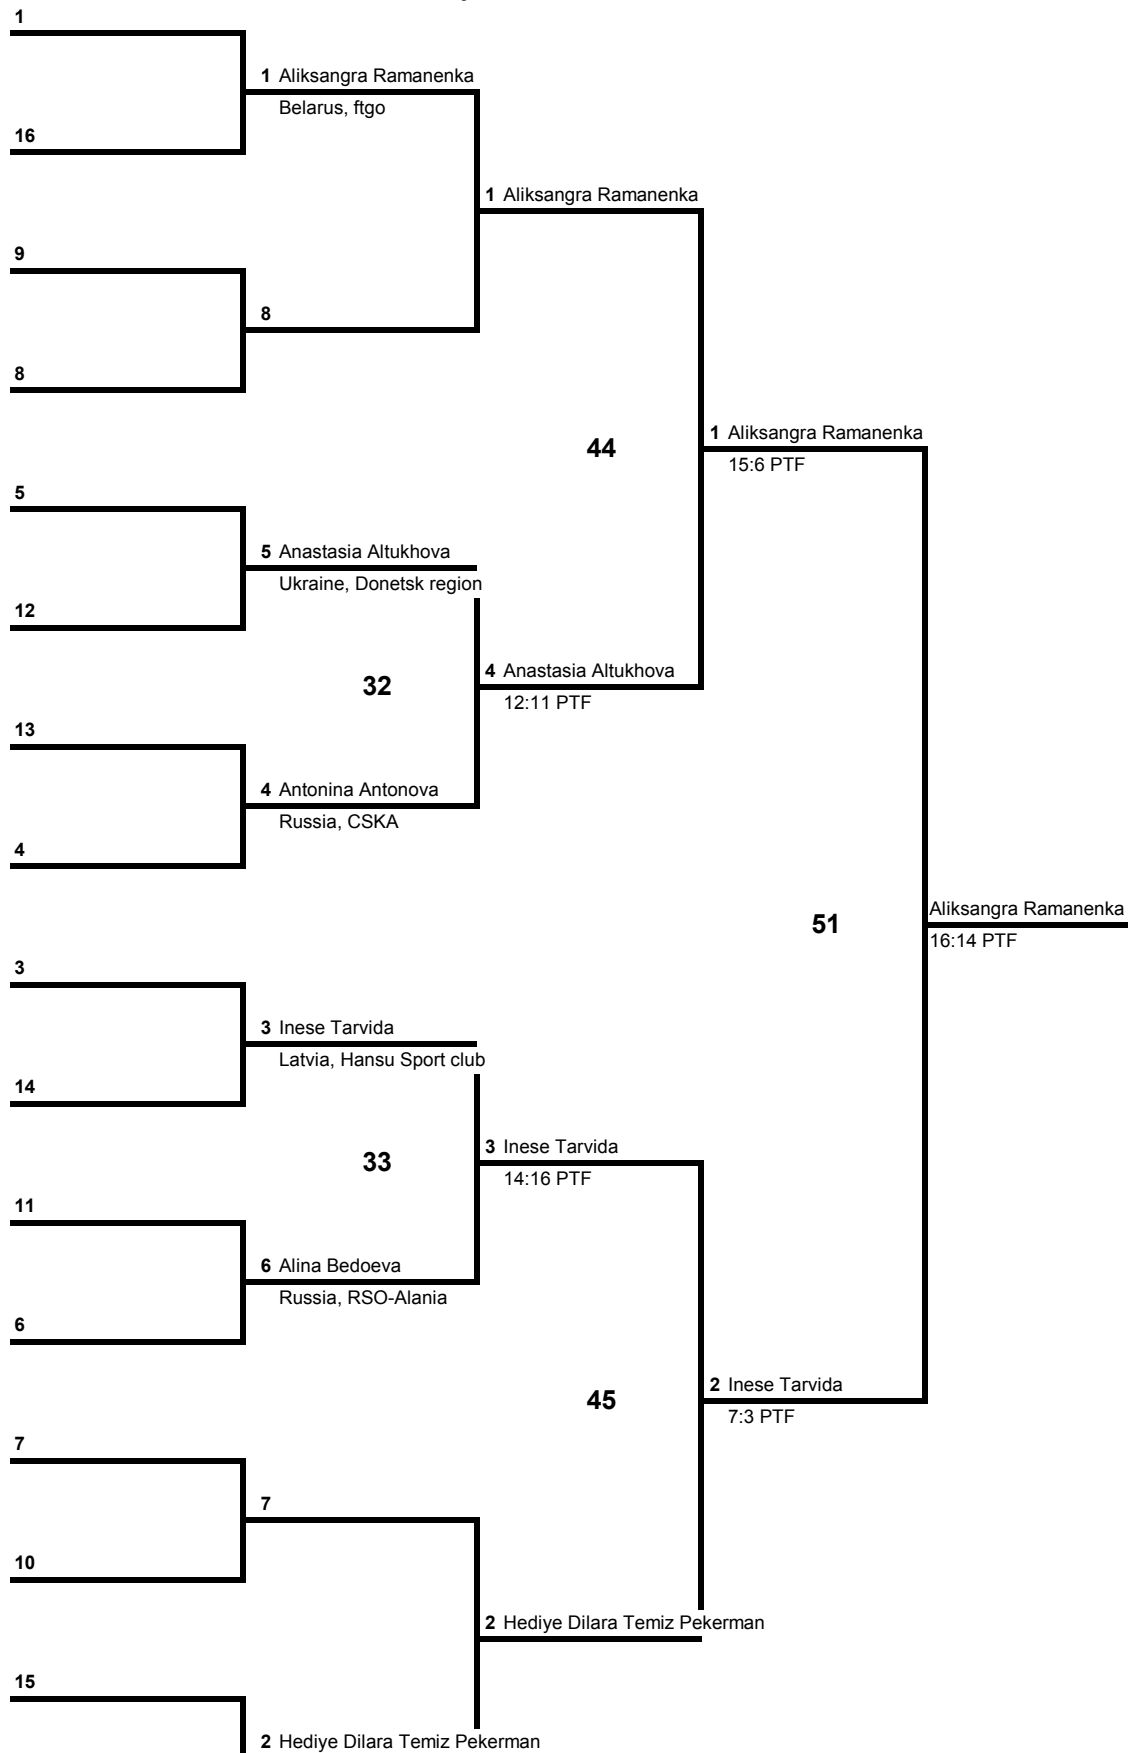 1
1 Aliksangra Ramanenka
Belarus, ftgo
16
1 Aliksangra Ramanenka
9
8
8
44
1 Aliksangra Ramanenka
15:6 PTF
5
5 Anastasia Altukhova
Ukraine, Donetsk region
12
32
4 Anastasia Altukhova
12:11 PTF
13
4 Antonina Antonova
Russia, CSKA
4
51
Aliksangra Ramanenka
16:14 PTF
3
3 Inese Tarvida
Latvia, Hansu Sport club
14
33
3 Inese Tarvida
14:16 PTF
11
6 Alina Bedoeva
Russia, RSO-Alania
6
45
2 Inese Tarvida
7:3 PTF
7
7
10
2 Hediye Dilara Temiz Pekerman
15
2 Hediye Dilara Temiz Pekerman